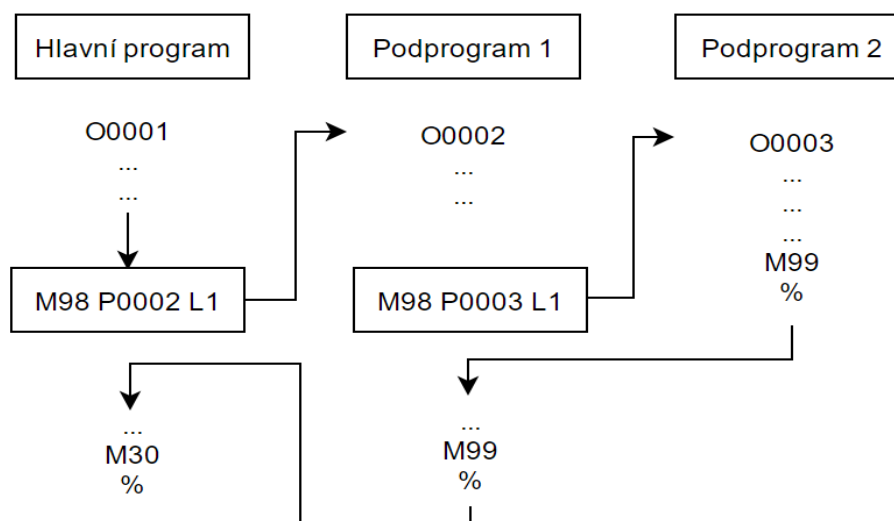 Hlavní program
O0001
...
...
M98 P0002 L1
...
M30
%
Podprogram 1
O0002
...
...
M98 P0003 L1
...
M99
%
Podprogram 2
O0003
...
...
...
M99
%